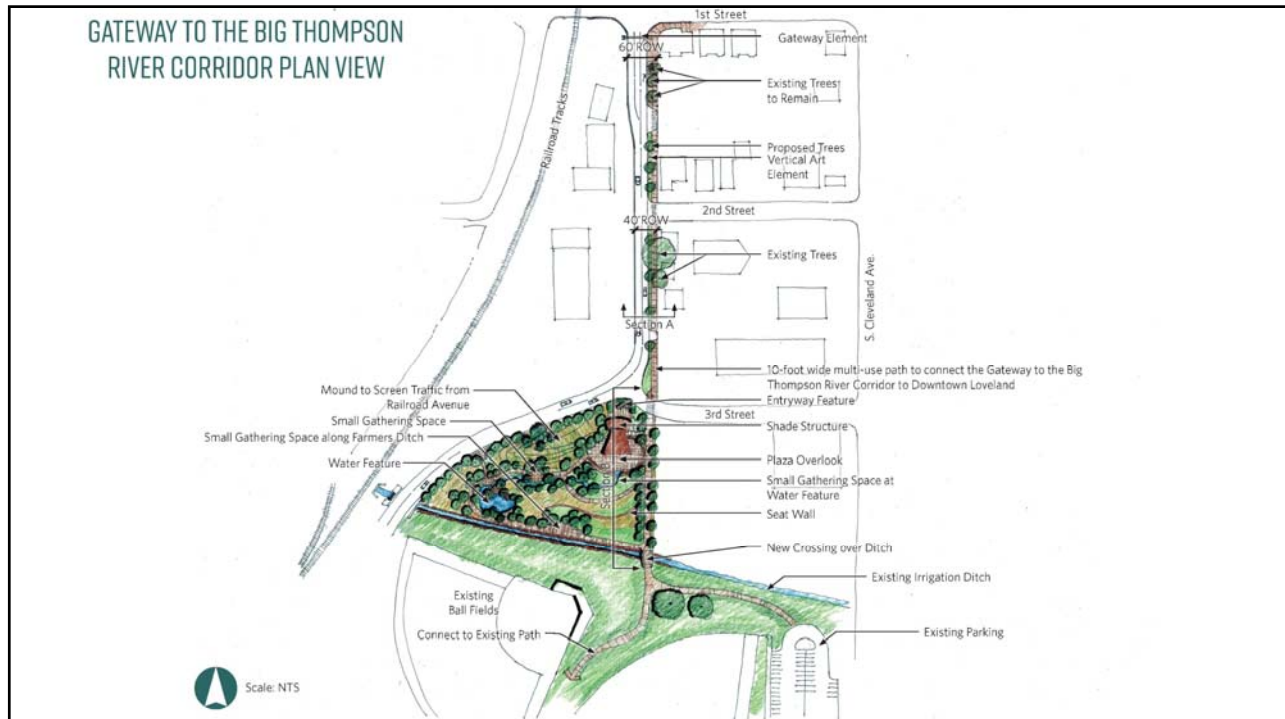 GATEWAY TO THE BIG THOMPSON
RIVER CORRIDOR PLAN VIEW
1st Street
Gateway Element
60' ROW
Existing Trees
to Remain
Railroad Tracks
Proposed Trees
Vertical Art
Element
2nd Street
40' ROW
Existing Trees
S. Cleveland Ave.
Section A
10-foot wide multi-use path to connect the Gateway to the Big
Thompson River Corridor to Downtown Loveland
Mound to Screen Traffic from
Railroad Avenue
Entryway Feature
3rd Street
Small Gathering Space
Shade Structure
Small Gathering Space along Farmers Ditch
Plaza Overlook
Water Feature
Small Gathering Space at
Water Feature
Section B
Seat Wall
New Crossing over Ditch
Existing Irrigation Ditch
Existing
Ball Fields
Connect to Existing Path
Existing Parking
Scale: NTS